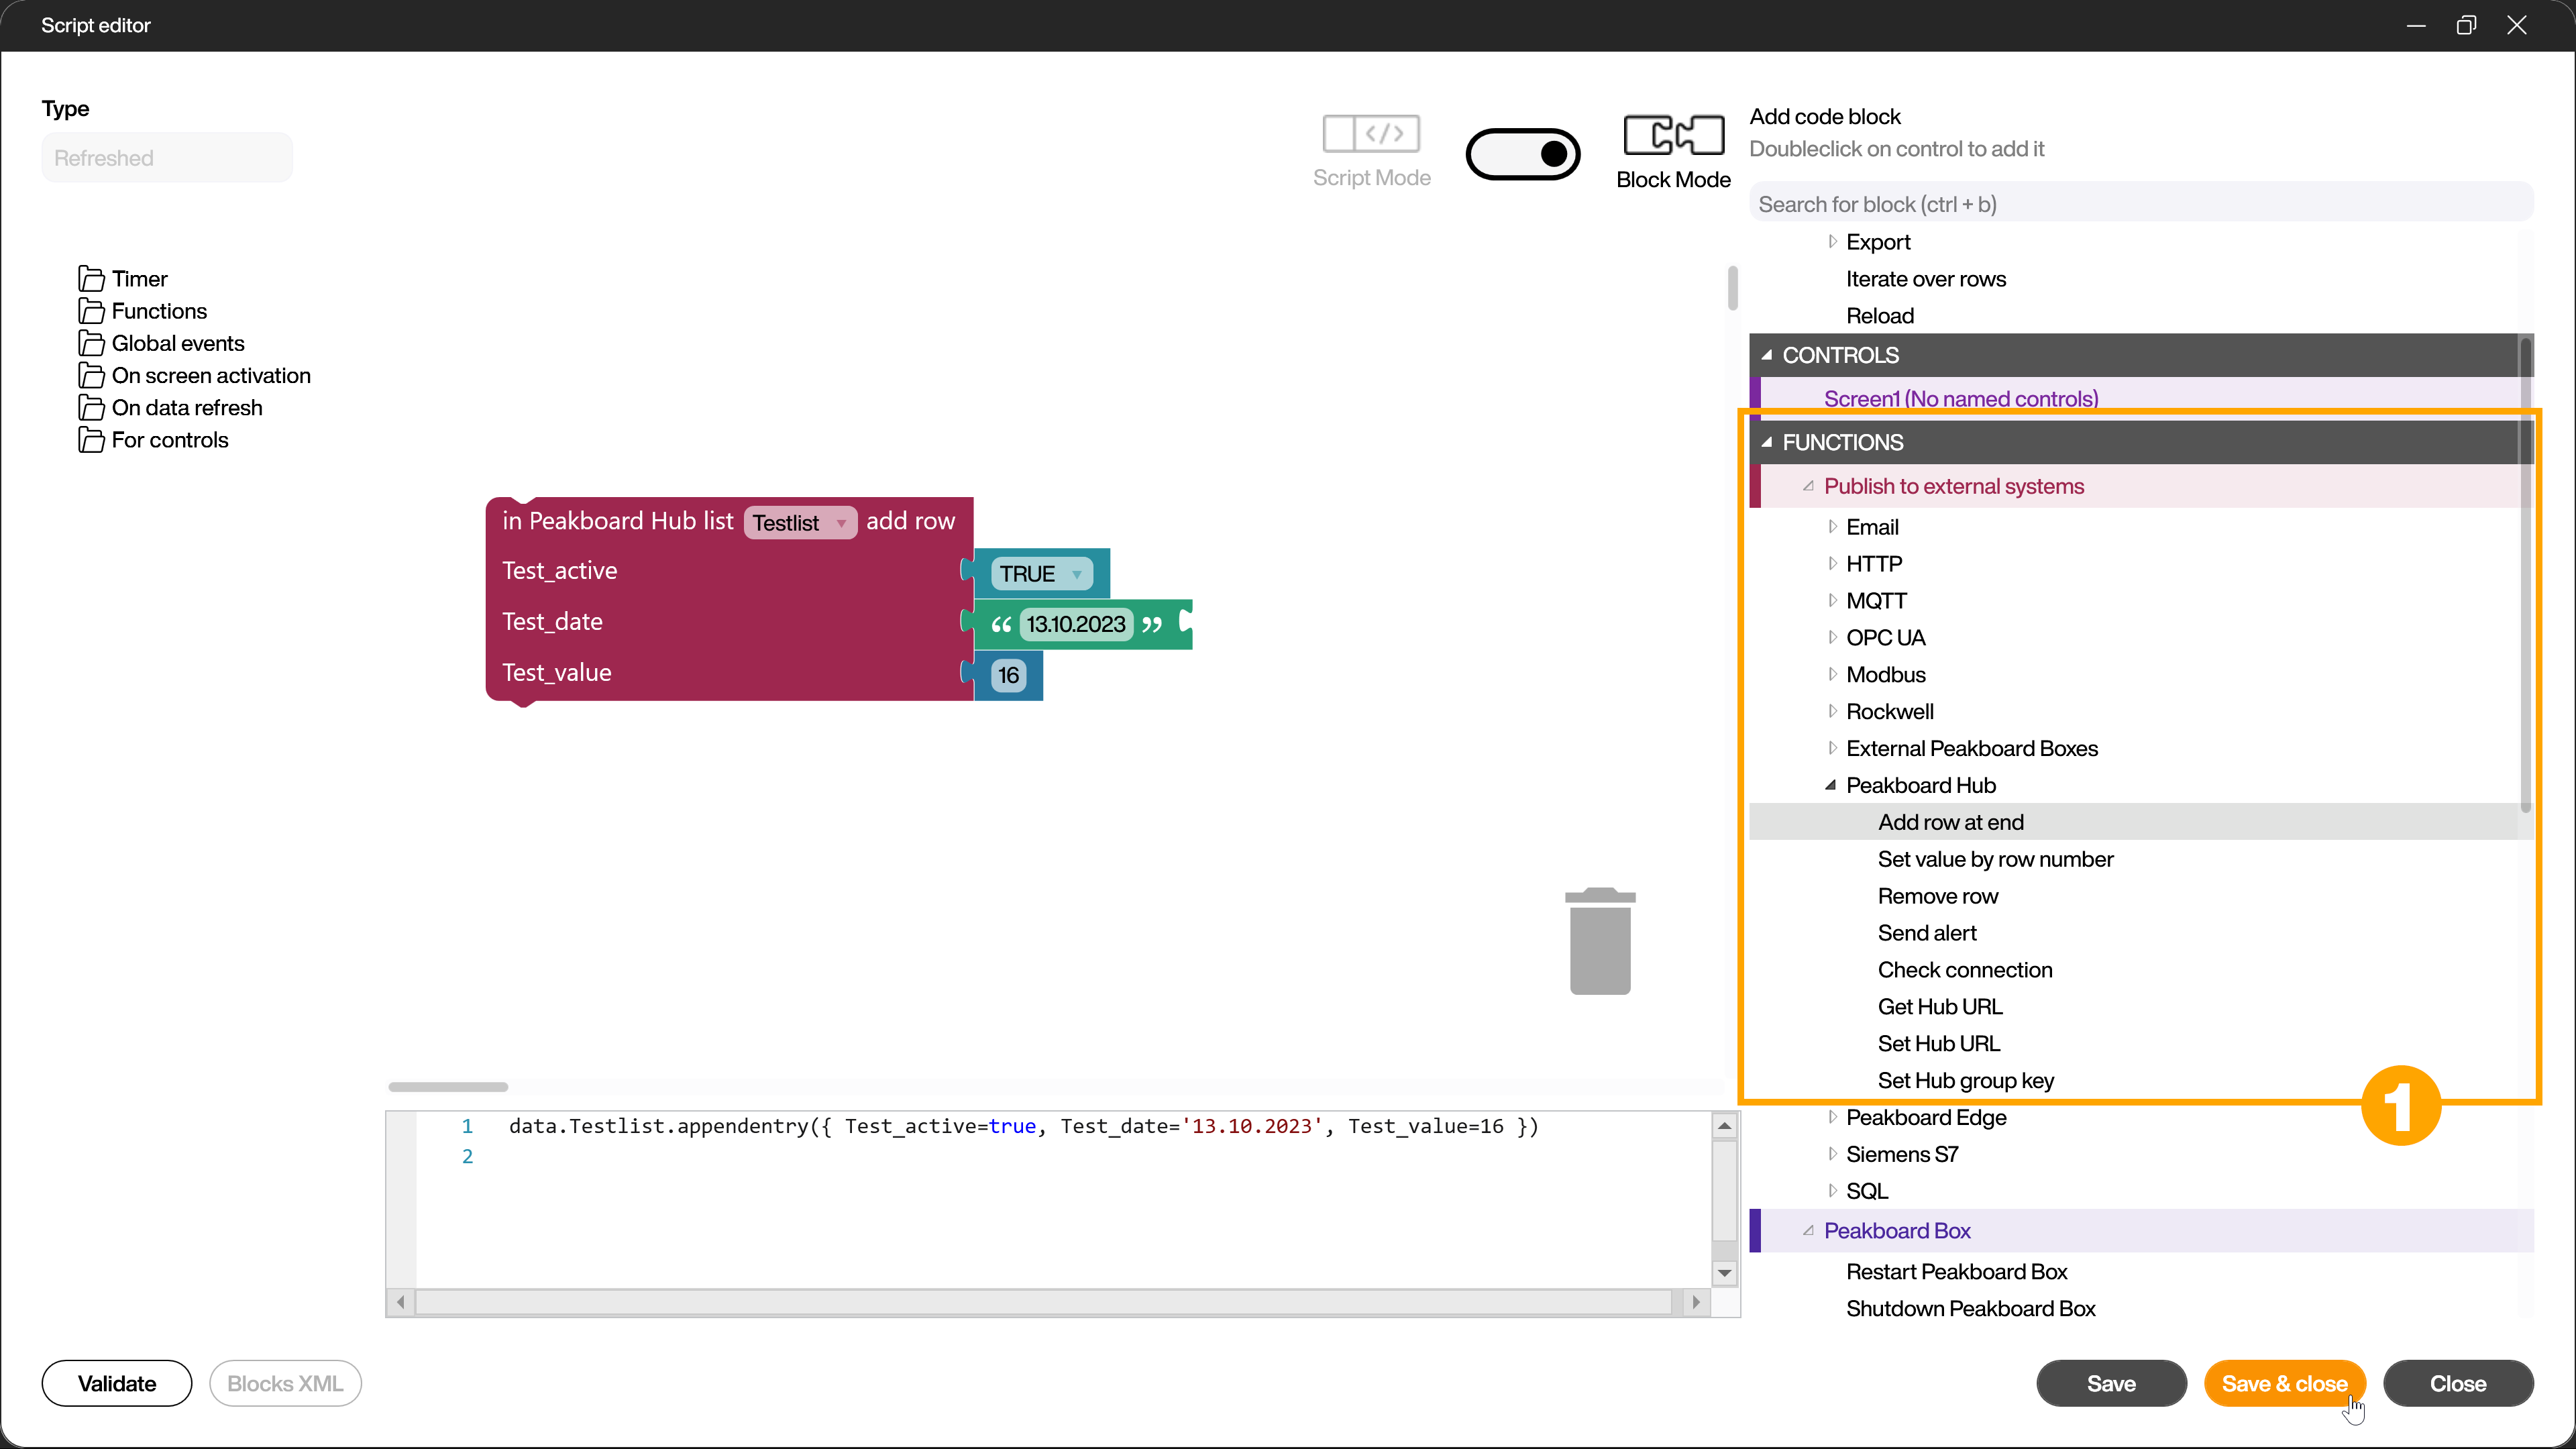 Script editor
Type
Refreshed
Script Mode
Block Mode
Add code block
Doubleclick on control to add it
Search for block (ctrl + b)
Timer
Functions
Global events
On screen activation
On data refresh
For controls
in Peakboard Hub list Testlist add row
Test_active TRUE
Test_date “ 13.10.2023 ”
Test_value 16
Export
Iterate over rows
Reload
CONTROLS
Screen1 (No named controls)
FUNCTIONS
Publish to external systems
Email
HTTP
MQTT
OPC UA
Modbus
Rockwell
External Peakboard Boxes
Peakboard Hub
Add row at end
Set value by row number
Remove row
Send alert
Check connection
Get Hub URL
Set Hub URL
Set Hub group key
1
Peakboard Edge
Siemens S7
SQL
Peakboard Box
Restart Peakboard Box
Shutdown Peakboard Box
1 data.Testlist.appendentry({ Test_active=true, Test_date='13.10.2023', Test_value=16 })
2
Validate
Blocks XML
Save
Save & close
Close